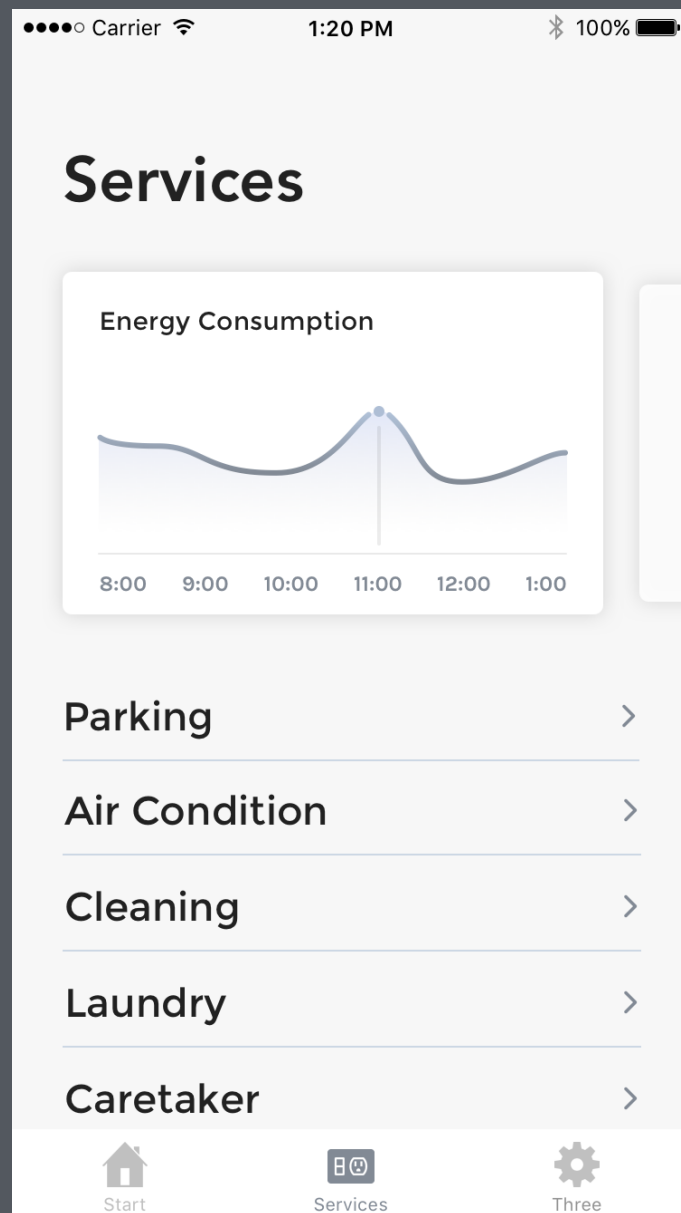 Carrier 1:20 PM 100%
Services
Energy Consumption
8:00 9:00 10:00 11:00 12:00 1:00
Parking
Air Condition
Cleaning
Laundry
Caretaker
Start Services Three